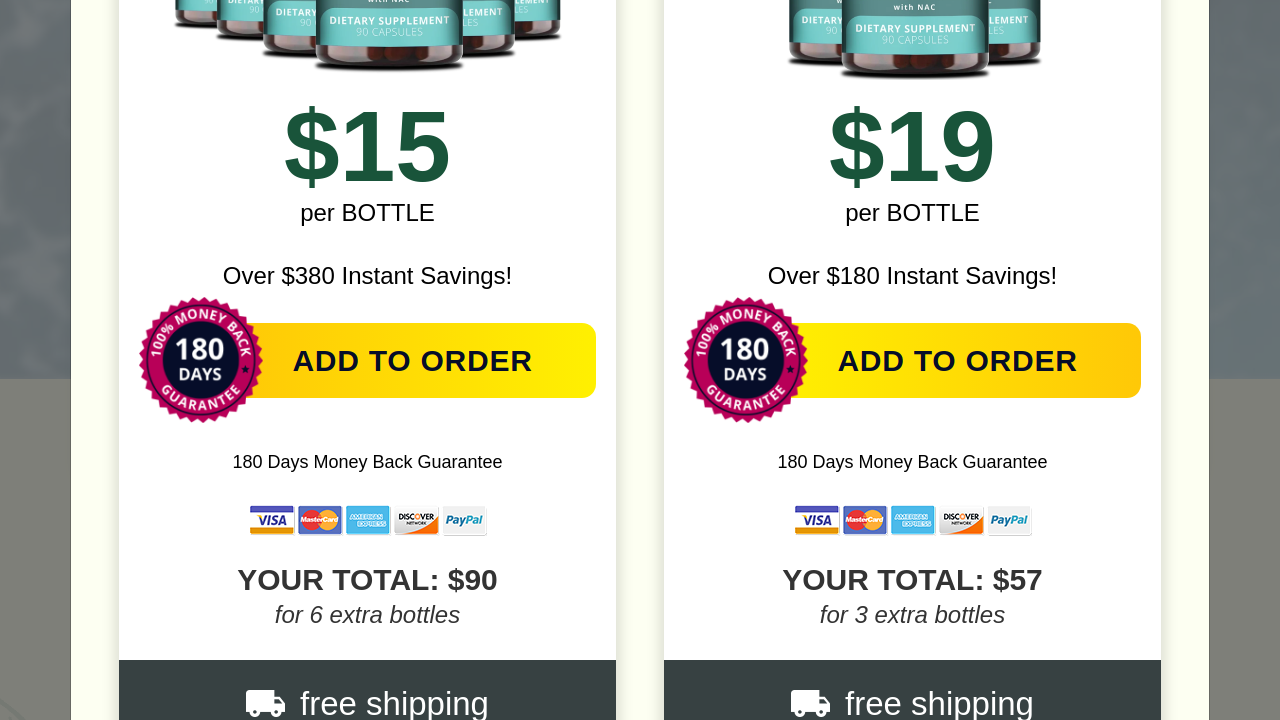 with NAC
DIETARY SUPPLEMENT
90 CAPSULES
$15
per BOTTLE
Over $380 Instant Savings!
100% MONEY BACK
180
DAYS
GUARANTEE
ADD TO ORDER
180 Days Money Back Guarantee
VISA
MasterCard
AMERICAN
EXPRESS
DISCOVER
NETWORK
PayPal
YOUR TOTAL: $90
for 6 extra bottles
free shipping
with NAC
DIETARY SUPPLEMENT
90 CAPSULES
$19
per BOTTLE
Over $180 Instant Savings!
100% MONEY BACK
180
DAYS
GUARANTEE
ADD TO ORDER
180 Days Money Back Guarantee
VISA
MasterCard
AMERICAN
EXPRESS
DISCOVER
NETWORK
PayPal
YOUR TOTAL: $57
for 3 extra bottles
free shipping